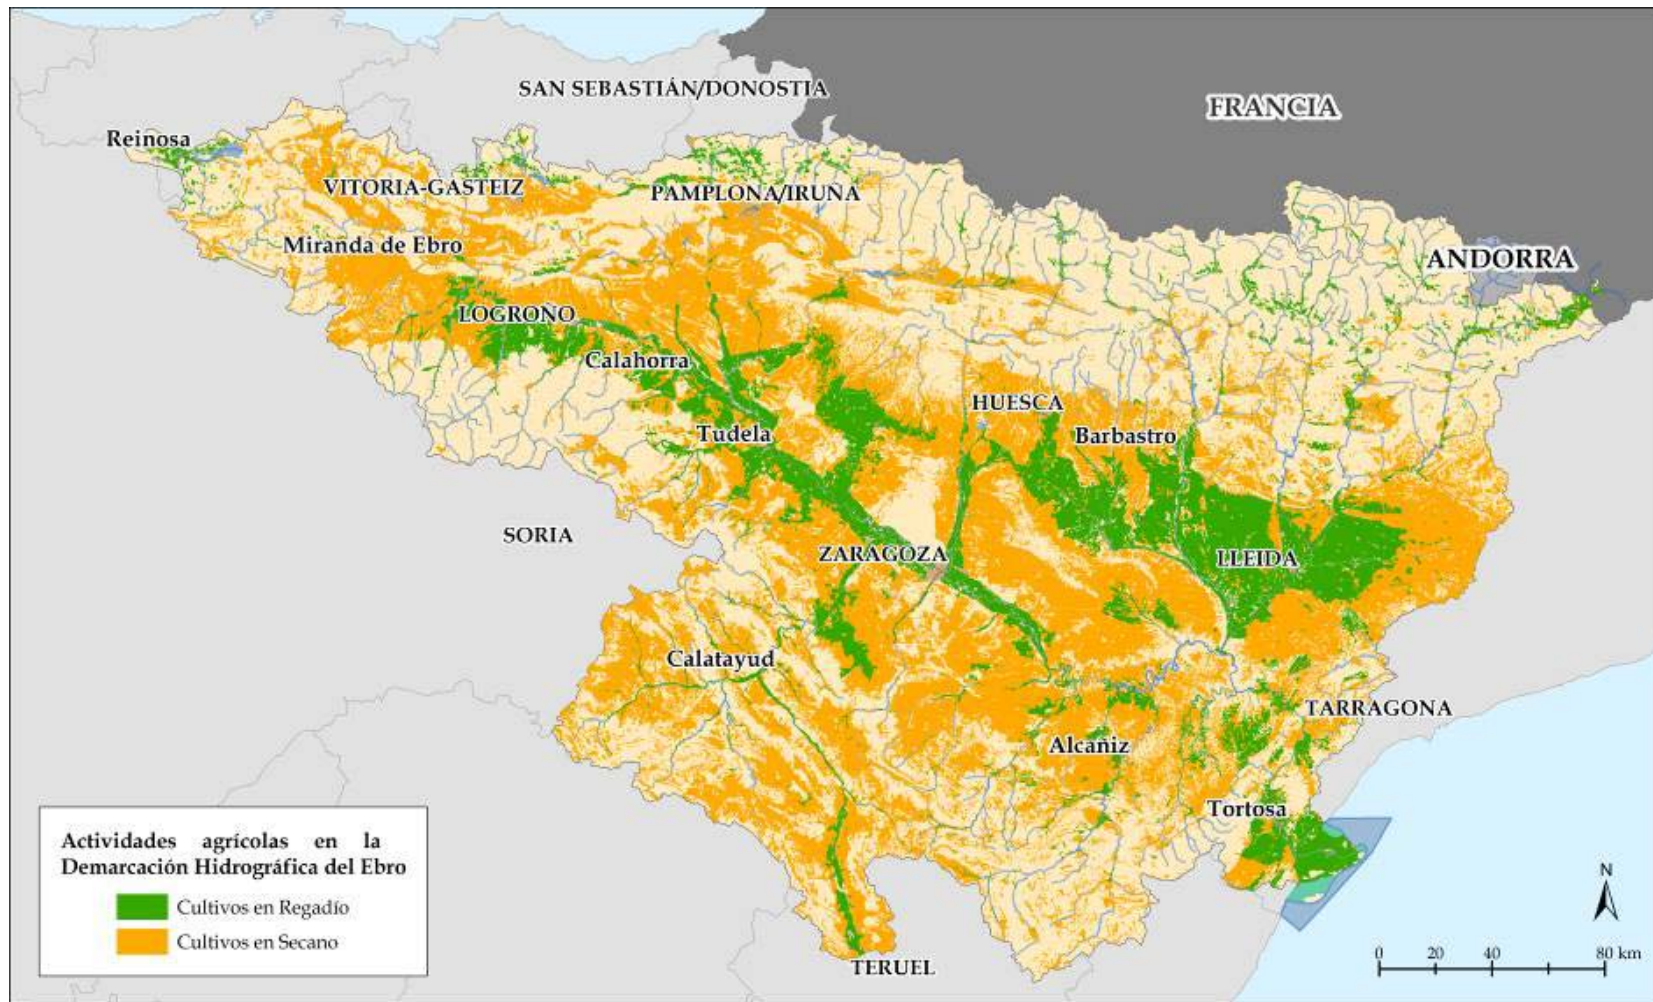 SAN SEBASTIÁN/DONOSTIA
FRANCIA
Reinosa
VITORIA-GASTEIZ
PAMPLONA/IRUÑA
Miranda de Ebro
ANDORRA
LOGROÑO
Calahorra
HUESCA
Barbastro
Tudela
SORIA
ZARAGOZA
LLEIDA
Calatayud
TARRAGONA
Alcañiz
Tortosa
Actividades agrícolas en la
Demarcación Hidrográfica del Ebro
Cultivos en Regadío
Cultivos en Secano
TERUEL
N
0 20 40 80 km